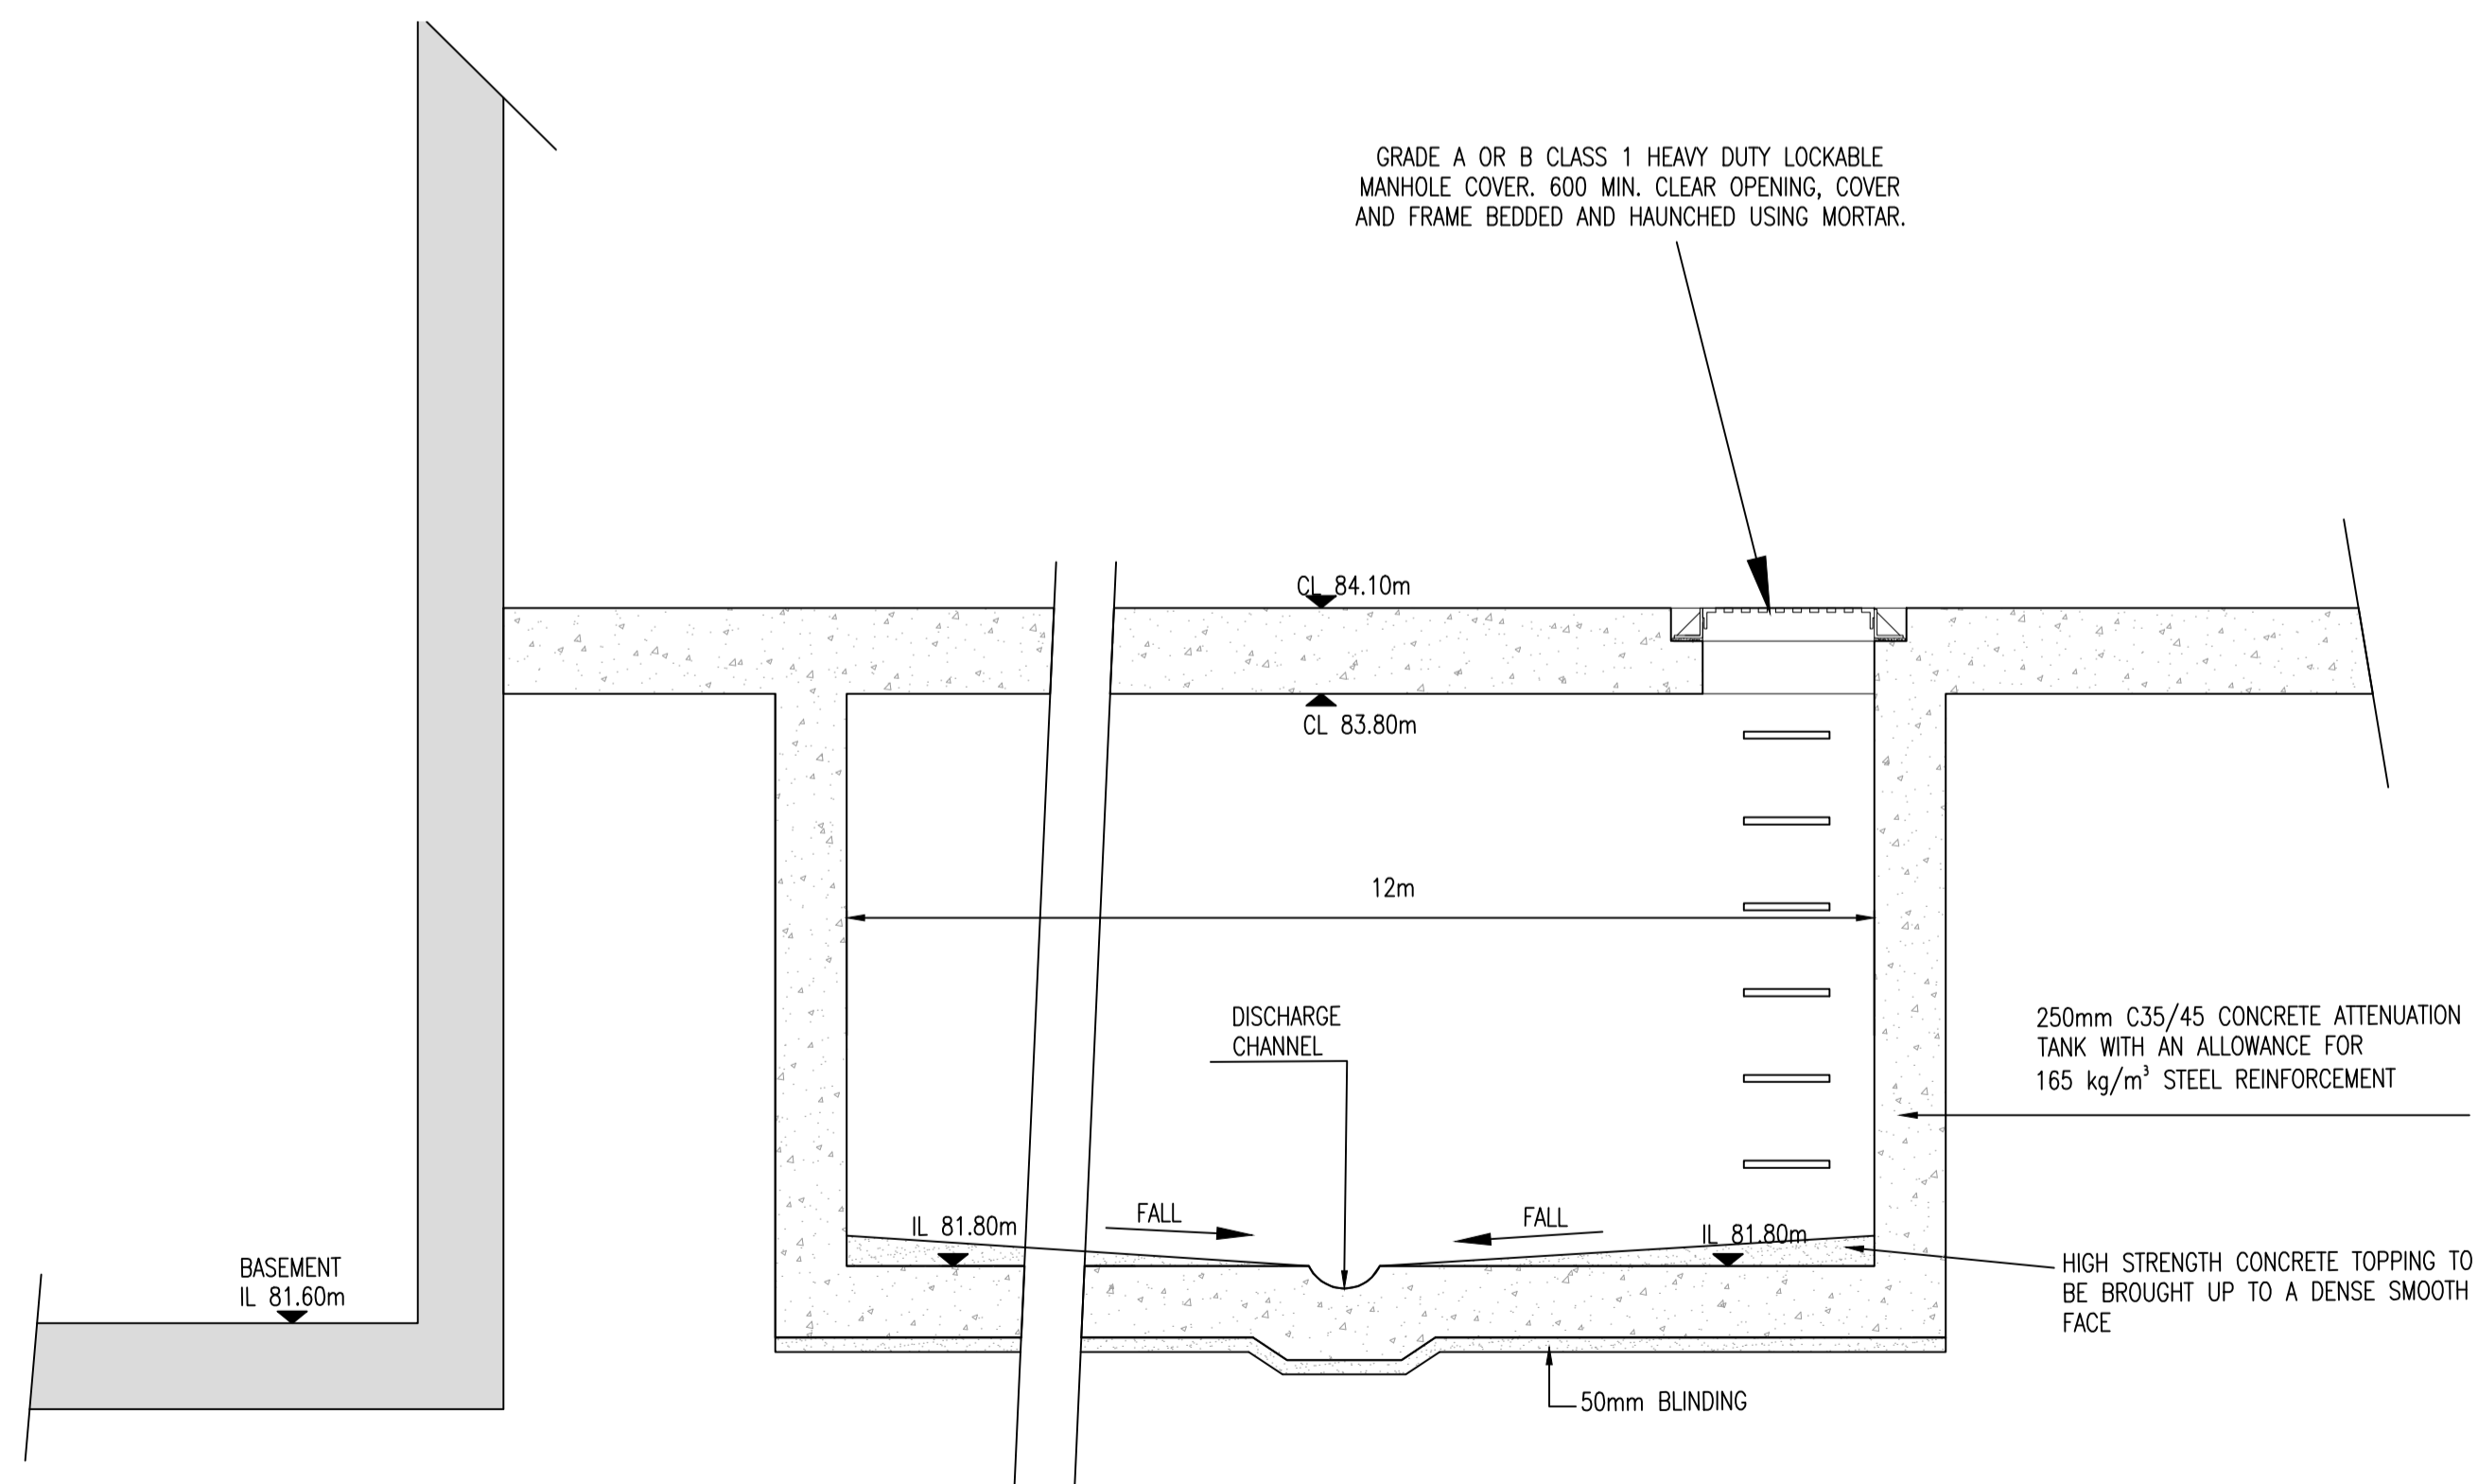 GRADE A OR B CLASS 1 HEAVY DUTY LOCKABLE
MANHOLE COVER. 600 MIN. CLEAR OPENING, COVER
AND FRAME BEDDED AND HAUNCHED USING MORTAR.
CL 84.10m
CL 83.80m
12m
DISCHARGE
CHANNEL
250mm C35/45 CONCRETE ATTENUATION
TANK WITH AN ALLOWANCE FOR
165 kg/m³ STEEL REINFORCEMENT
FALL
FALL
IL 81.80m
IL 81.80m
BASEMENT
IL 81.60m
HIGH STRENGTH CONCRETE TOPPING TO
BE BROUGHT UP TO A DENSE SMOOTH
FACE
50mm BLINDING